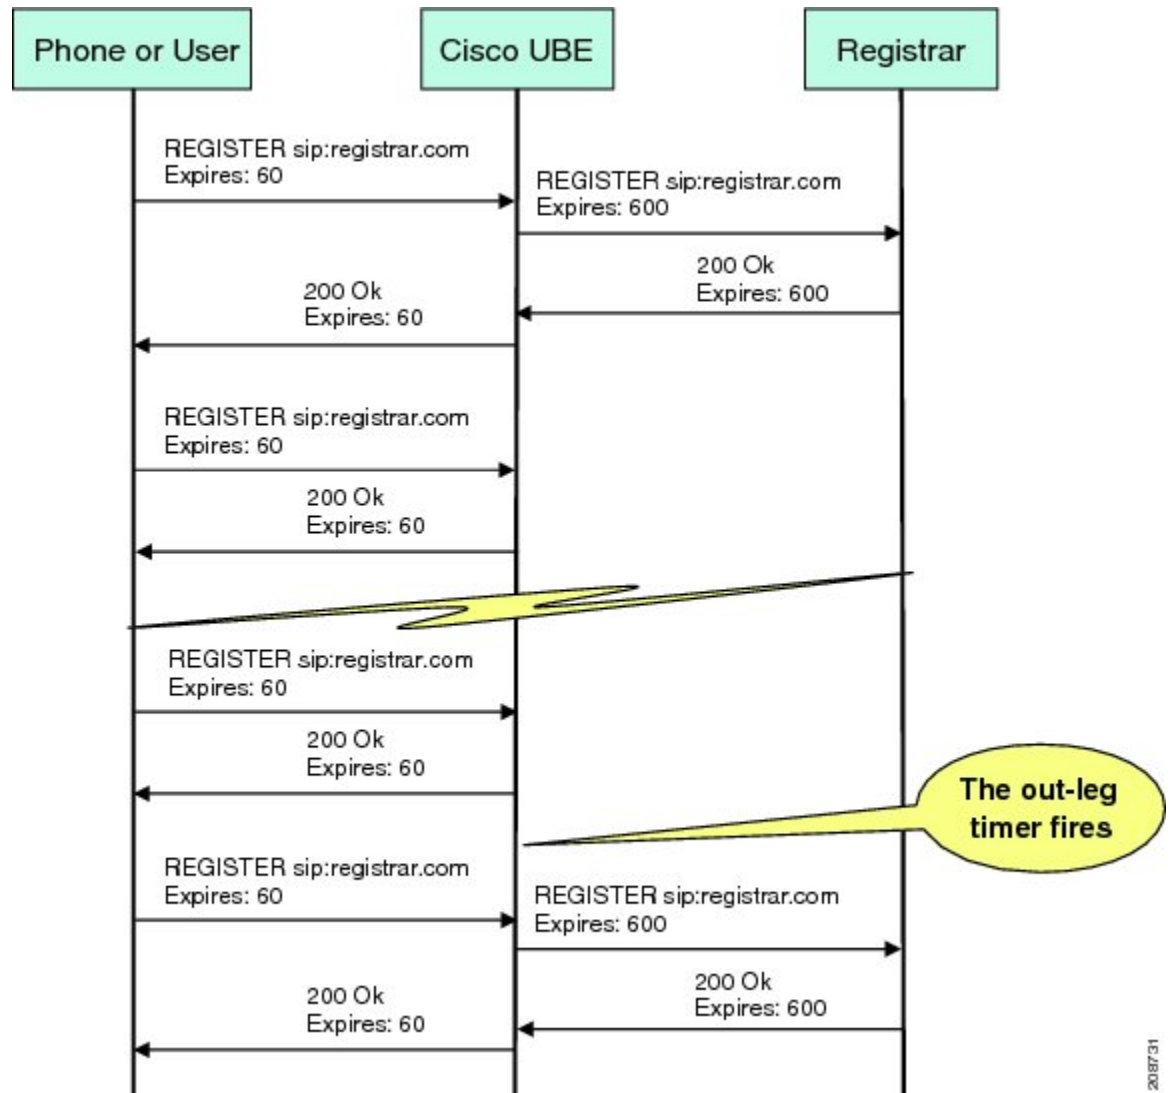 Phone or User
Cisco UBE
Registrar
REGISTER sip:registrar.com
Expires: 60
REGISTER sip:registrar.com
Expires: 600
200 Ok
Expires: 600
200 Ok
Expires: 60
REGISTER sip:registrar.com
Expires: 60
200 Ok
Expires: 60
REGISTER sip:registrar.com
Expires: 60
200 Ok
Expires: 60
The out-leg
timer fires
REGISTER sip:registrar.com
Expires: 60
REGISTER sip:registrar.com
Expires: 600
200 Ok
Expires: 600
200 Ok
Expires: 60
208731